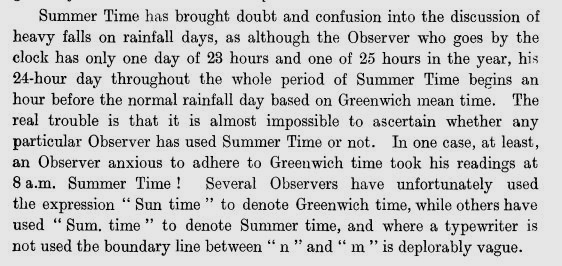 Summer Time has brought doubt and confusion into the discussion of
heavy falls on rainfall days, as although the Observer who goes by the
clock has only one day of 23 hours and one of 25 hours in the year, his
24-hour day throughout the whole period of Summer Time begins an
hour before the normal rainfall day based on Greenwich mean time. The
real trouble is that it is almost impossible to ascertain whether any
particular Observer has used Summer Time or not. In one case, at least,
an Observer anxious to adhere to Greenwich time took his readings at
8 a.m. Summer Time ! Several Observers have unfortunately used
the expression “ Sun time ” to denote Greenwich time, while others have
used “ Sum. time ” to denote Summer time, and where a typewriter is
not used the boundary line between “ n ” and “ m ” is deplorably vague.